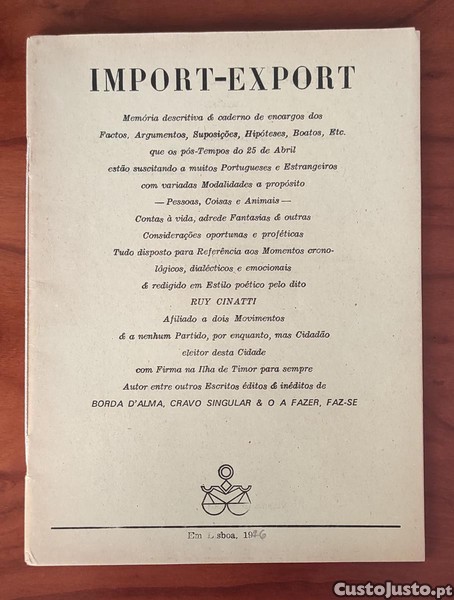 IMPORT-EXPORT
Memória descritiva & caderno de encargos dos
Factos, Argumentos, Suposições, Hipóteses, Boatos, Etc.
que os pós-Tempos do 25 de Abril
estão suscitando a muitos Portugueses e Estrangeiros
com variadas Modalidades a propósito
— Pessoas, Coisas e Animais —
Contas à vida, adrede Fantasias & outras
Considerações oportunas e proféticas
Tudo disposto para Referência aos Momentos crono-
lógicos, dialécticos e emocionais
& redigido em Estilo poético pelo dito
RUY CINATTI
Afiliado a dois Movimentos
& a nenhum Partido, por enquanto, mas Cidadão
eleitor desta Cidade
com Firma na Ilha de Timor para sempre
Autor entre outros Escritos éditos & inéditos de
BORDA D'ALMA, CRAVO SINGULAR & O A FAZER, FAZ-SE
Em Lisboa, 1976
CustoJusto.pt